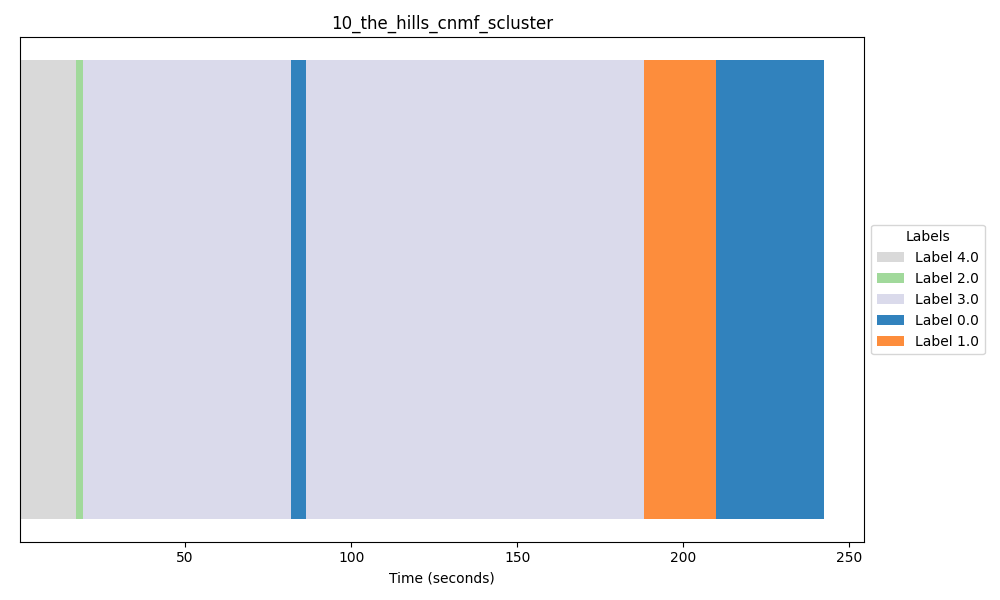 10_the_hills_cnmf_scluster
Labels
Label 4.0
Label 2.0
Label 3.0
Label 0.0
Label 1.0
50
100
150
200
250
Time (seconds)